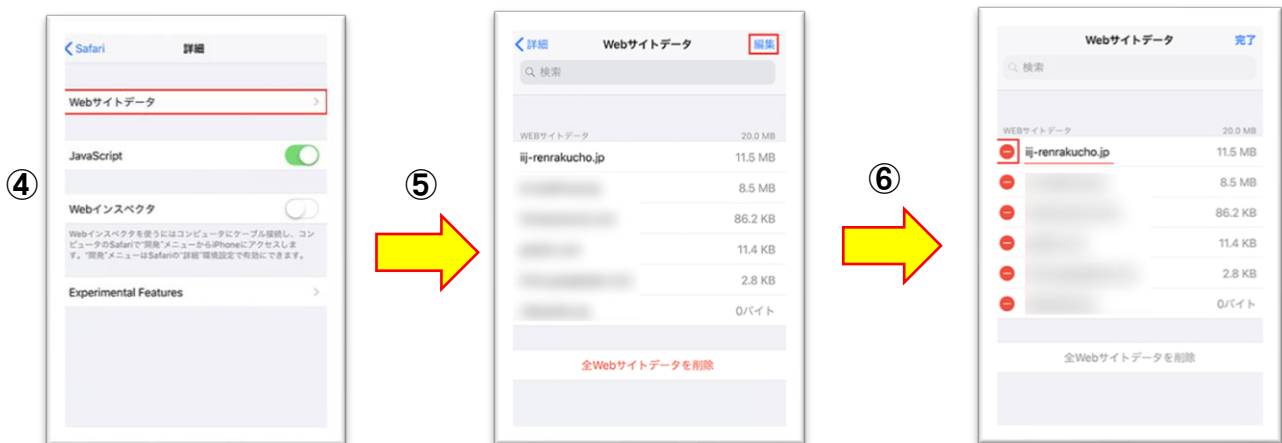 ④
Safari
詳細
Webサイトデータ
JavaScript
Webインスペクタ
Webインスペクタを使うにはコンピュータにケーブル接続し、コン
ピュータのSafariで"開発"メニューからiPhoneにアクセスしま
す。"開発"メニューはSafariの"詳細"環境設定で有効にできます。
Experimental Features
⑤
詳細
Webサイトデータ
編集
検索
WEBサイトデータ 20.0 MB
iij-renrakucho.jp 11.5 MB
8.5 MB
86.2 KB
11.4 KB
2.8 KB
0バイト
全Webサイトデータを削除
⑥
Webサイトデータ
完了
検索
WEBサイトデータ 20.0 MB
iij-renrakucho.jp 11.5 MB
8.5 MB
86.2 KB
11.4 KB
2.8 KB
0バイト
全Webサイトデータを削除